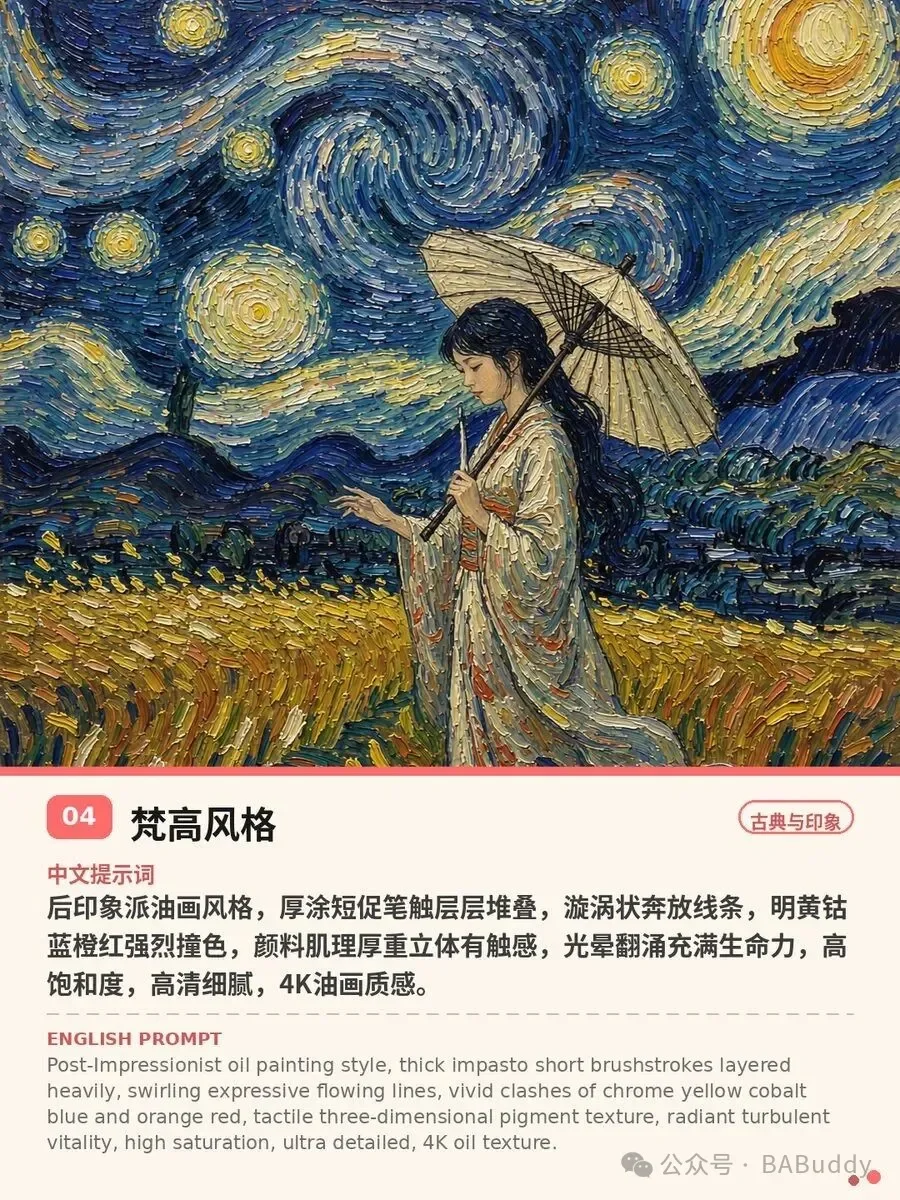 04
梵高风格
古典与印象
中文提示词
后印象派油画风格，厚涂短促笔触层层堆叠，漩涡状奔放线条，明黄钴
蓝橙红强烈撞色，颜料肌理厚重立体有触感，光晕翻涌充满生命力，高
饱和度，高清细腻，4K油画质感。
ENGLISH PROMPT
Post-Impressionist oil painting style, thick impasto short brushstrokes layered
heavily, swirling expressive flowing lines, vivid clashes of chrome yellow cobalt
blue and orange red, tactile three-dimensional pigment texture, radiant turbulent
vitality, high saturation, ultra detailed, 4K oil texture.
公众号 · BABuddy